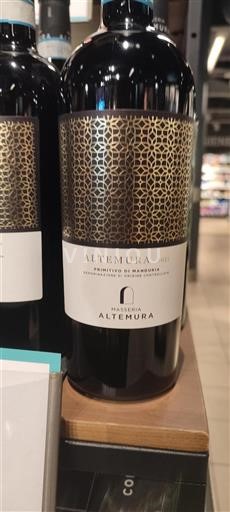 ALTEMURA
PRIMITIVO DI MANDURIA
DENOMINAZIONE DI ORIGINE CONTROLLATA
MASSERIA
ALTEMURA